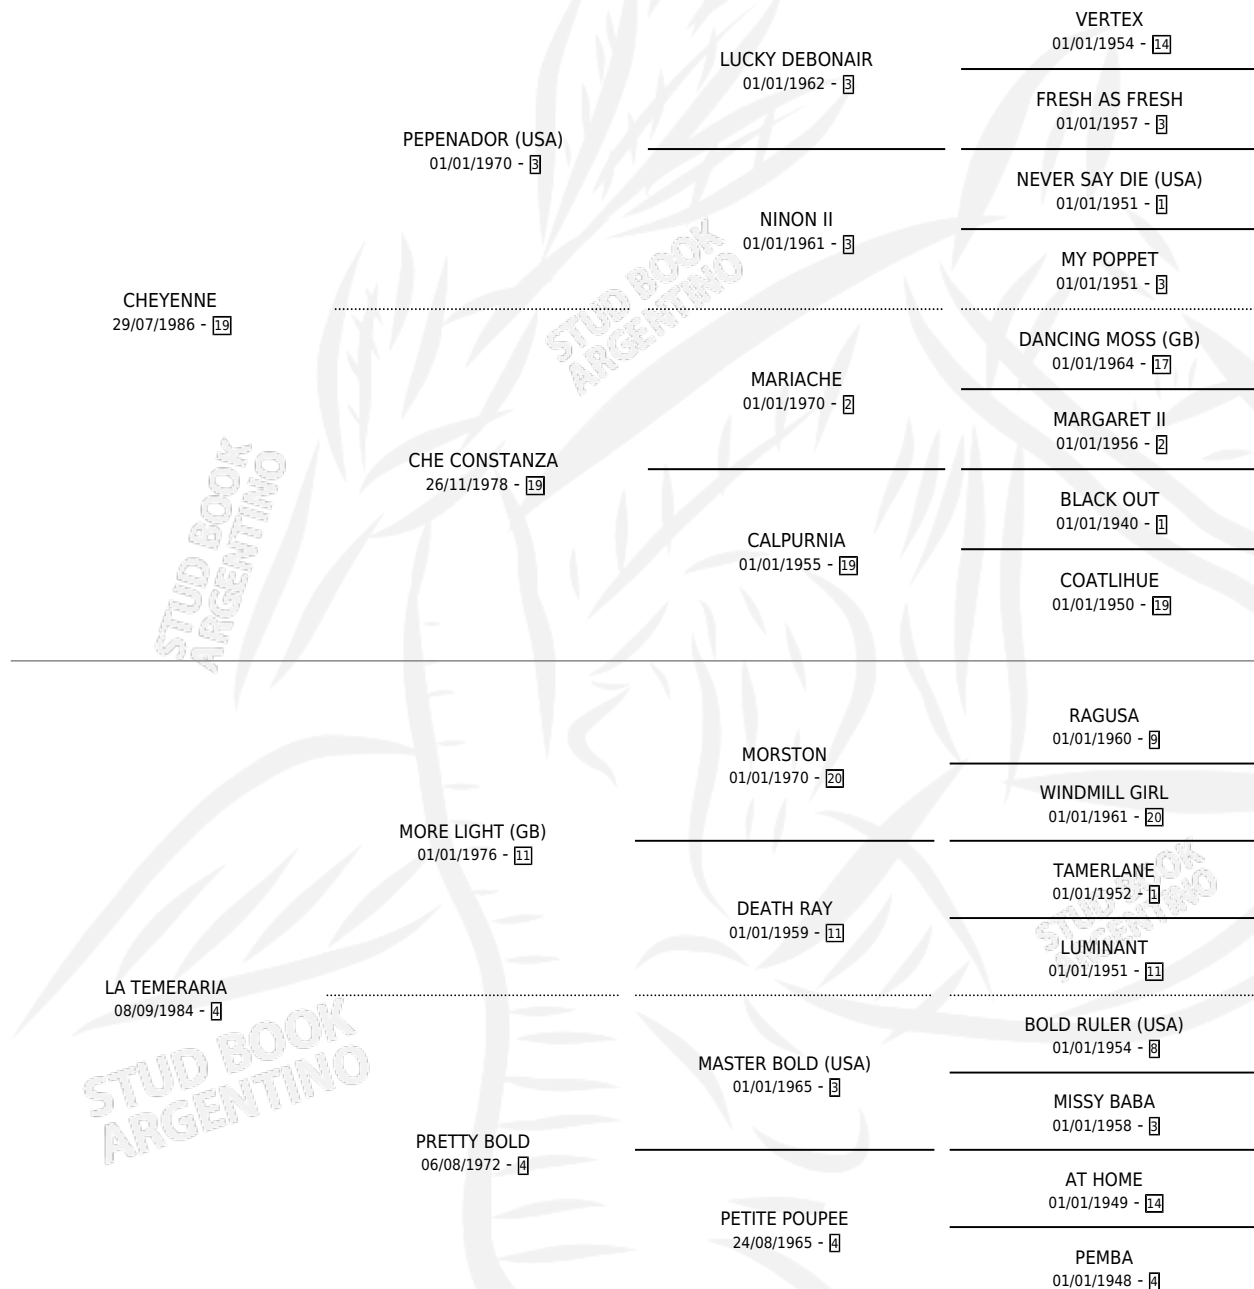 VERTEX
01/01/1954 - 14
LUCKY DEBONAIR
01/01/1962 - 3
FRESH AS FRESH
01/01/1957 - 3
PEPENADOR (USA)
01/01/1970 - 3
NEVER SAY DIE (USA)
01/01/1951 - 1
NINON II
01/01/1961 - 3
MY POPPET
01/01/1951 - 3
CHEYENNE
29/07/1986 - 19
DANCING MOSS (GB)
01/01/1964 - 17
MARIACHE
01/01/1970 - 2
MARGARET II
01/01/1956 - 2
CHE CONSTANZA
26/11/1978 - 19
BLACK OUT
01/01/1940 - 1
CALPURNIA
01/01/1955 - 19
COATLIHUE
01/01/1950 - 19
RAGUSA
01/01/1960 - 9
MORSTON
01/01/1970 - 20
WINDMILL GIRL
01/01/1961 - 20
MORE LIGHT (GB)
01/01/1976 - 11
TAMERLANE
01/01/1952 - 1
DEATH RAY
01/01/1959 - 11
LUMINANT
01/01/1951 - 11
LA TEMERARIA
08/09/1984 - 4
BOLD RULER (USA)
01/01/1954 - 8
MASTER BOLD (USA)
01/01/1965 - 3
MISSY BABA
01/01/1958 - 3
PRETTY BOLD
06/08/1972 - 4
AT HOME
01/01/1949 - 14
PETITE POUPEE
24/08/1965 - 4
PEMBA
01/01/1948 - 4
STUD BOOK
ARGENTINO
STUD BOOK
ARGENTINO
STUD BOOK
ARGENTINO
STUD BOOK
ARGENTINO